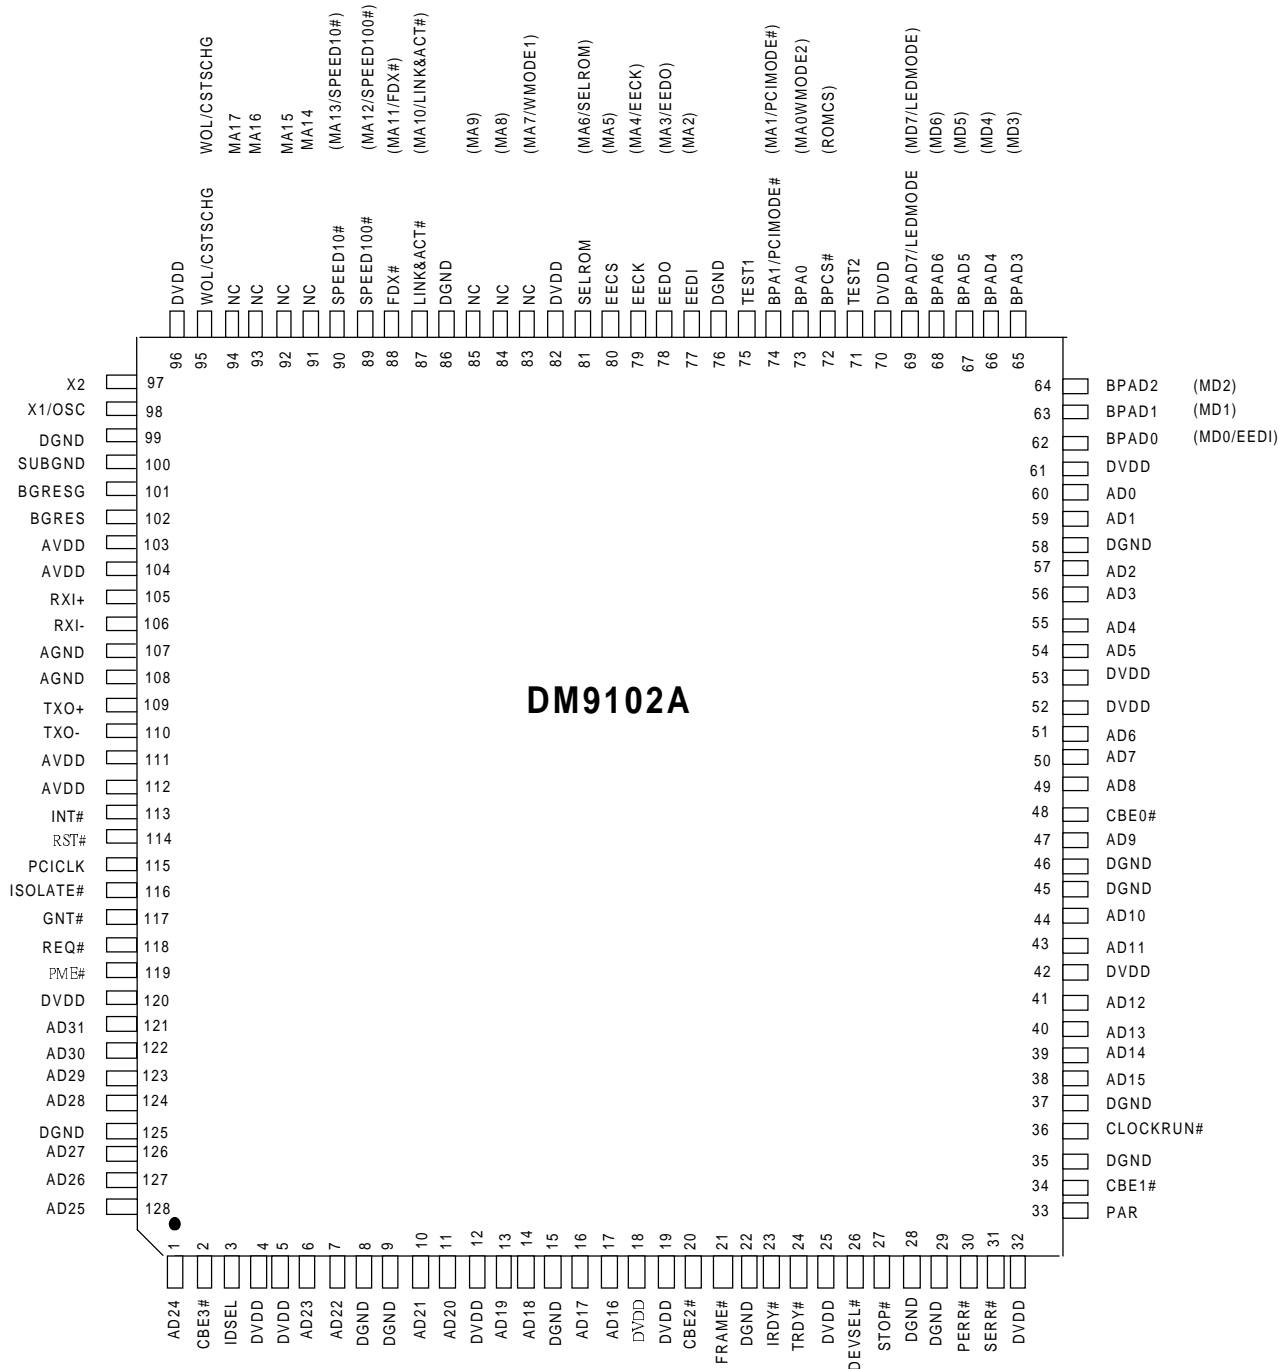 WOL/CSTSCHG
MA17
MA16
MA15
MA14
(MA13/SPEED10#)
(MA12/SPEED100#)
(MA11/FDX#)
(MA10/LINK&ACT#)
(MA9)
(MA8)
(MA7/WMODE1)
(MA6/SELROM)
(MA5)
(MA4/EECK)
(MA3/EEDO)
(MA2)
(MA1/PCIMODE#)
(MA0WMODE2)
(ROMCS)
(MD7/LEDMODE)
(MD6)
(MD5)
(MD4)
(MD3)
DVDD 96
WOL/CSTSCHG 95
NC 94
NC 93
NC 92
NC 91
SPEED10# 90
SPEED100# 89
FDX# 88
LINK&ACT# 87
DGND 86
NC 85
NC 84
NC 83
DVDD 82
SELROM 81
EECS 80
EECK 79
EEDO 78
EEDI 77
DGND 76
TEST1 75
BPA1/PCIMODE# 74
BPA0 73
BPCS# 72
TEST2 71
DVDD 70
BPAD7/LEDMODE 69
BPAD6 68
BPAD5 67
BPAD4 66
BPAD3 65
X2 97
X1/OSC 98
DGND 99
SUBGND 100
BGRESG 101
BGRES 102
AVDD 103
AVDD 104
RXI+ 105
RXI- 106
AGND 107
AGND 108
TXO+ 109
TXO- 110
AVDD 111
AVDD 112
INT# 113
RST# 114
PCICLK 115
ISOLATE# 116
GNT# 117
REQ# 118
PME# 119
DVDD 120
AD31 121
AD30 122
AD29 123
AD28 124
DGND 125
AD27 126
AD26 127
AD25 128
DM9102A
64 BPAD2 (MD2)
63 BPAD1 (MD1)
62 BPAD0 (MD0/EEDI)
61 DVDD
60 AD0
59 AD1
58 DGND
57 AD2
56 AD3
55 AD4
54 AD5
53 DVDD
52 DVDD
51 AD6
50 AD7
49 AD8
48 CBE0#
47 AD9
46 DGND
45 DGND
44 AD10
43 AD11
42 DVDD
41 AD12
40 AD13
39 AD14
38 AD15
37 DGND
36 CLOCKRUN#
35 DGND
34 CBE1#
33 PAR
1 AD24
2 CBE3#
3 IDSEL
4 DVDD
5 DVDD
6 AD23
7 AD22
8 DGND
9 DGND
10 AD21
11 AD20
12 DVDD
13 AD19
14 AD18
15 DGND
16 AD17
17 AD16
18 DVDD
19 DVDD
20 CBE2#
21 FRAME#
22 DGND
23 IRDY#
24 TRDY#
25 DVDD
26 DEVSEL#
27 STOP#
28 DGND
29 DGND
30 PERR#
31 SERR#
32 DVDD